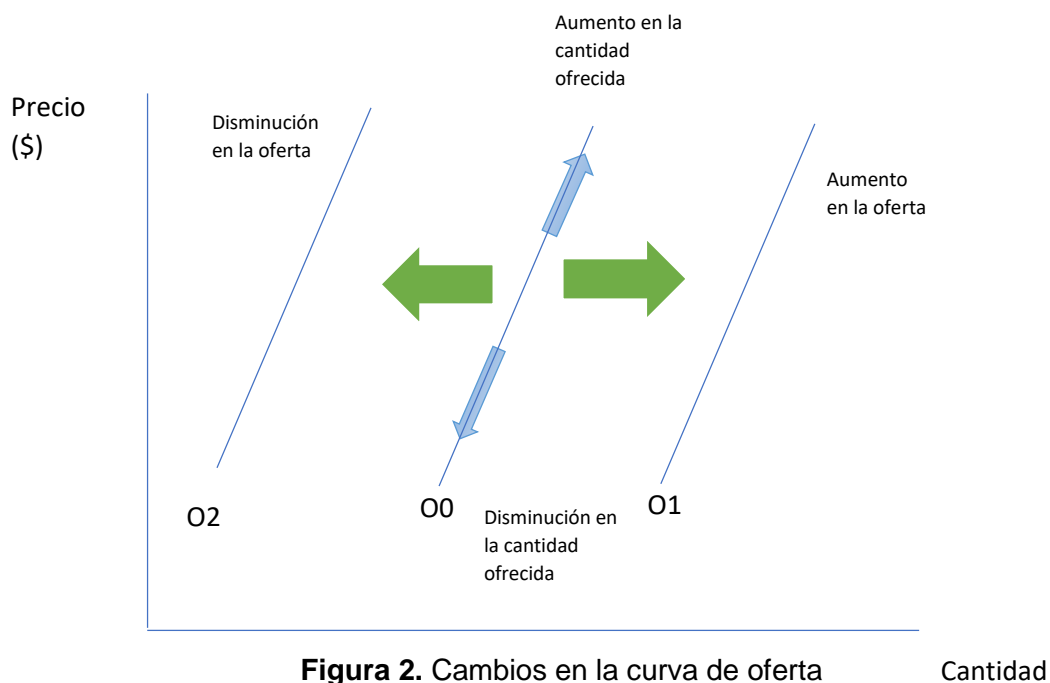 Aumento en la
cantidad
ofrecida
Precio
($)
Disminución
en la oferta
Aumento
en la oferta
O2
O0
O1
Disminución en
la cantidad
ofrecida
Figura 2. Cambios en la curva de oferta
Cantidad